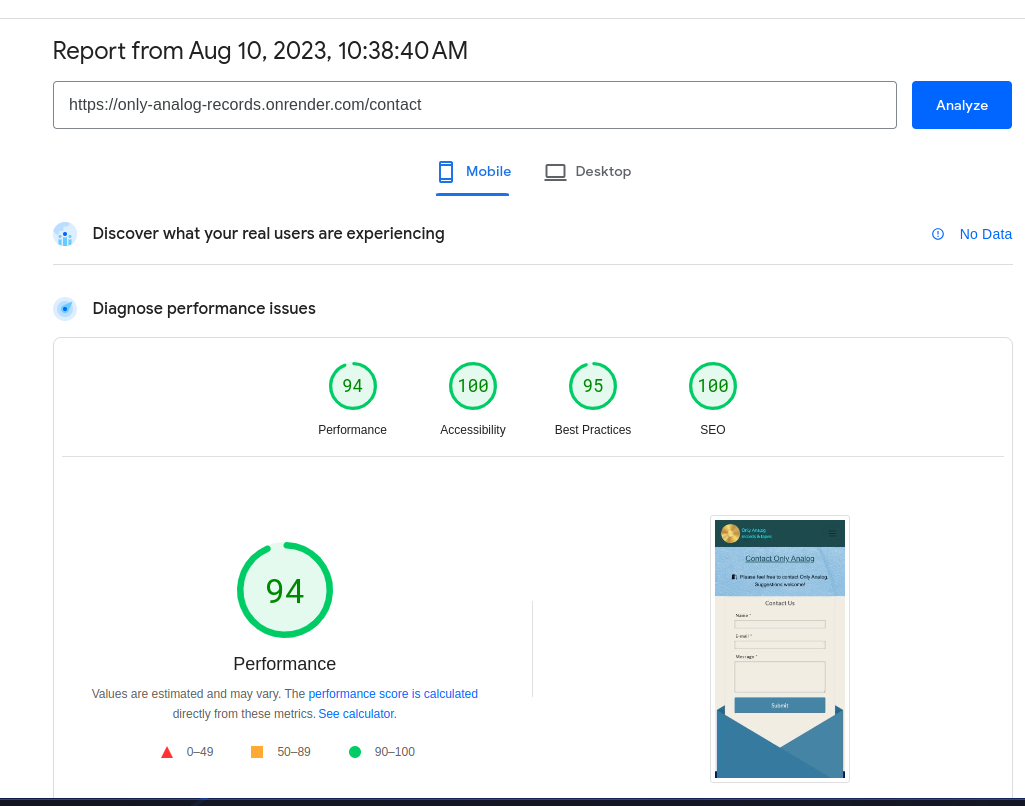 Report from Aug 10, 2023, 10:38:40 AM
https://only-analog-records.onrender.com/contact
Analyze
Mobile
Desktop
Discover what your real users are experiencing
No Data
Diagnose performance issues
94
100
95
100
Performance
Accessibility
Best Practices
SEO
94
Performance
Values are estimated and may vary. The performance score is calculated
directly from these metrics. See calculator.
0–49
50–89
90–100
Only Analog
records & tapes
Contact Only Analog
Please feel free to contact Only Analog.
Suggestions welcome!
Contact Us
Name *
E-mail *
Message *
Submit